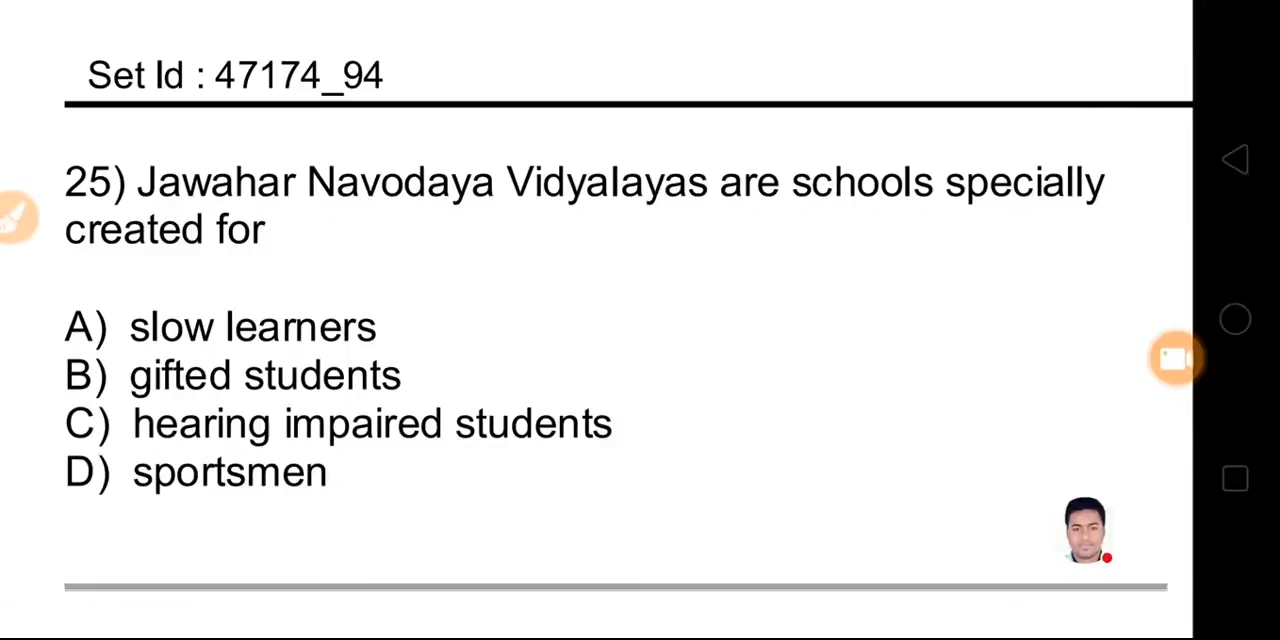 Set Id : 47174_94
25) Jawahar Navodaya Vidyalayas are schools specially
created for
A) slow learners
B) gifted students
C) hearing impaired students
D) sportsmen